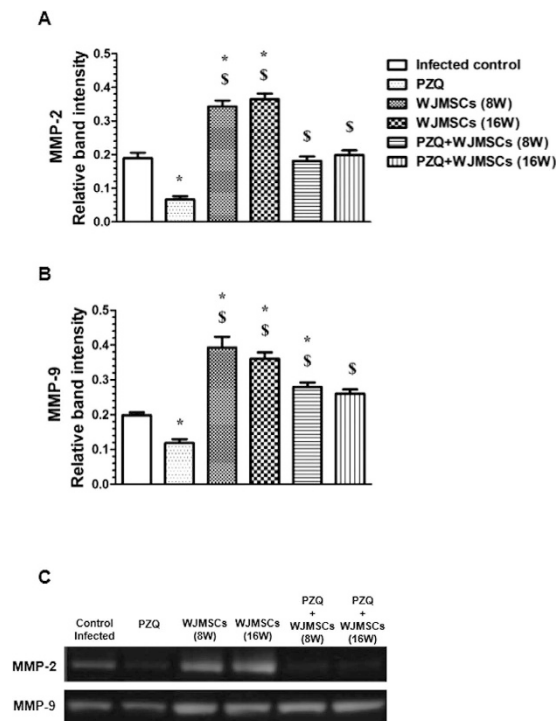 A
MMP-2
Relative band intensity
0.5
0.4
0.3
0.2
0.1
0.0
*
*
$
*
$
$
$
Infected control
PZQ
WJMSCs (8W)
WJMSCs (16W)
PZQ+WJMSCs (8W)
PZQ+WJMSCs (16W)
B
MMP-9
Relative band intensity
0.5
0.4
0.3
0.2
0.1
0.0
*
*
$
*
$
*
$
$
C
Control
Infected
PZQ
WJMSCs
(8W)
WJMSCs
(16W)
PZQ
+
WJMSCs
(8W)
PZQ
+
WJMSCs
(16W)
MMP-2
MMP-9